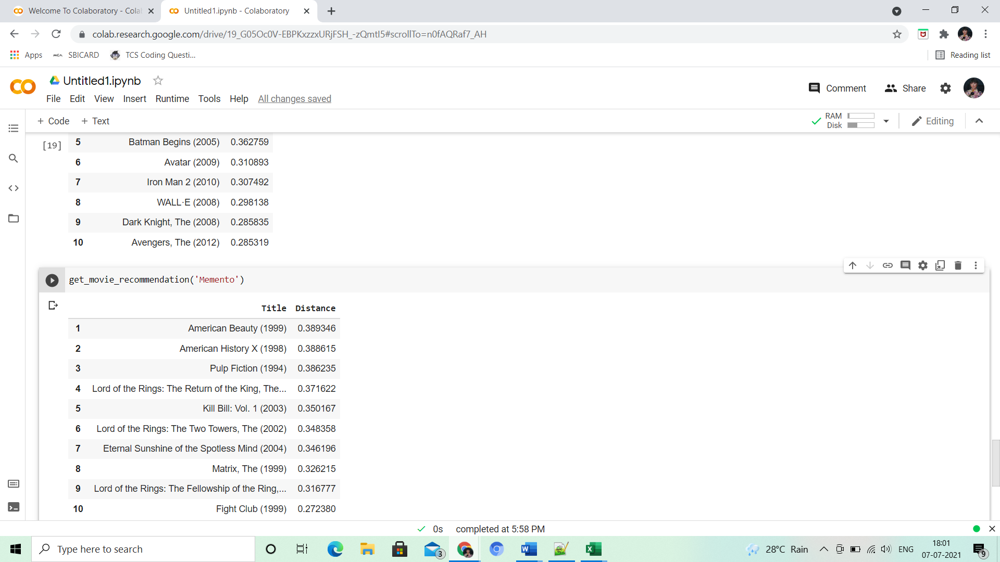 Welcome To Colaboratory - Cola
Untitled1.ipynb - Colaboratory
colab.research.google.com/drive/19_G05Oc0V-EBPKxzzxURjFSH_-zQmtI5#scrollTo=n0fAQRaf7_AH
Apps
MCA SBICARD
TCS Coding Questi...
Reading list
CO Untitled1.ipynb
Comment
Share
File Edit View Insert Runtime Tools Help All changes saved
+ Code + Text
RAM
Disk
Editing
[19]
5 Batman Begins (2005) 0.362759
6 Avatar (2009) 0.310893
7 Iron Man 2 (2010) 0.307492
8 WALL·E (2008) 0.298138
9 Dark Knight, The (2008) 0.285835
10 Avengers, The (2012) 0.285319
get_movie_recommendation('Memento')
Title Distance
1 American Beauty (1999) 0.389346
2 American History X (1998) 0.388615
3 Pulp Fiction (1994) 0.386235
4 Lord of the Rings: The Return of the King, The... 0.371622
5 Kill Bill: Vol. 1 (2003) 0.350167
6 Lord of the Rings: The Two Towers, The (2002) 0.348358
7 Eternal Sunshine of the Spotless Mind (2004) 0.346196
8 Matrix, The (1999) 0.326215
9 Lord of the Rings: The Fellowship of the Ring,... 0.316777
10 Fight Club (1999) 0.272380
0s completed at 5:58 PM
Type here to search
3
28°C Rain
ENG
18:01
07-07-2021
9